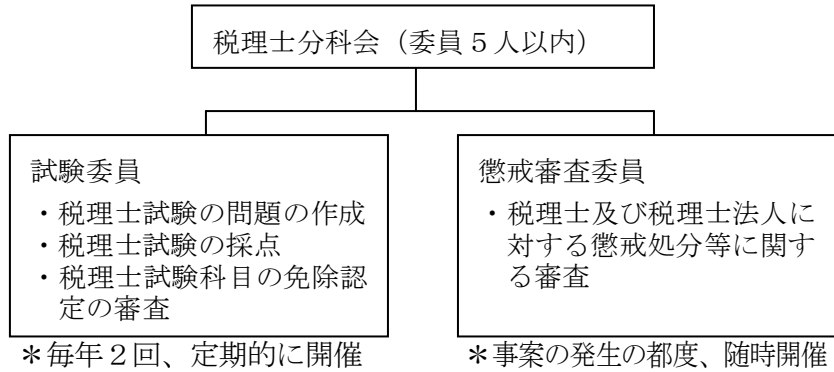 税理士分科会（委員５人以内）
試験委員
・税理士試験の問題の作成
・税理士試験の採点
・税理士試験科目の免除認
定の審査
＊毎年２回、定期的に開催
懲戒審査委員
・税理士及び税理士法人に
対する懲戒処分等に関す
る審査
＊事案の発生の都度、随時開催